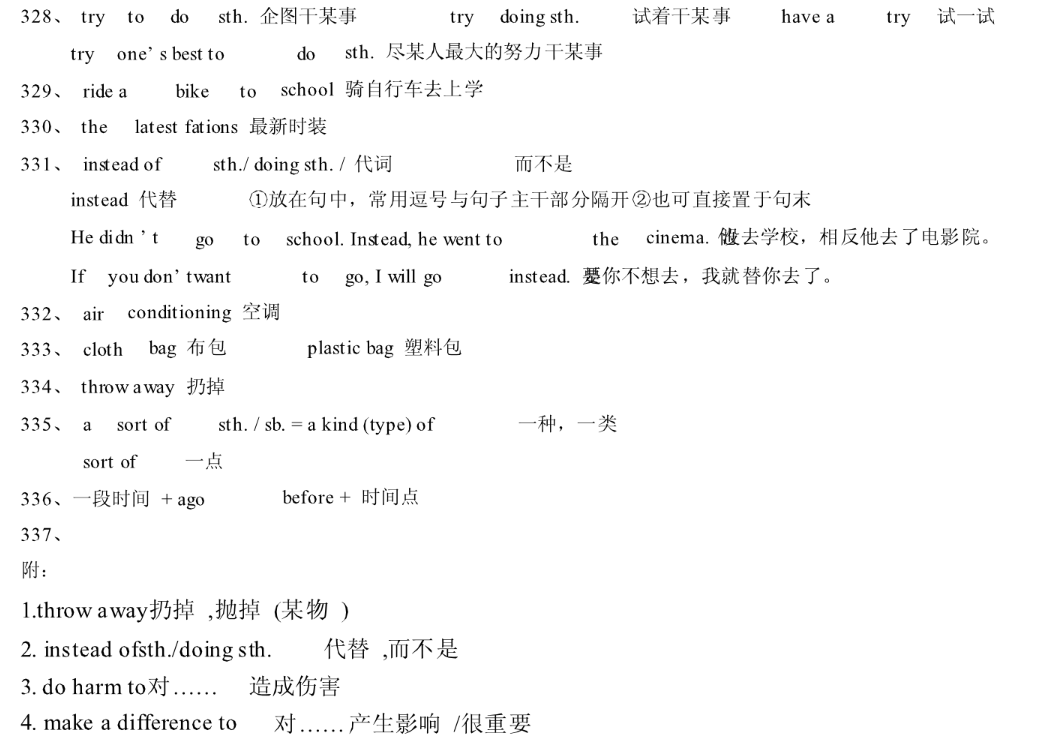 328、 try to do sth. 企图干某事 try doing sth. 试着干某事 have a try 试一试
try one’s best to do sth. 尽某人最大的努力干某事
329、 ride a bike to school 骑自行车去上学
330、 the latest fations 最新时装
331、 instead of sth./ doing sth. / 代词 而不是
instead 代替 ①放在句中，常用逗号与句子主干部分隔开②也可直接置于句末
He didn’t go to school. Instead, he went to the cinema. 他没去学校，相反他去了电影院。
If you don’t want to go, I will go instead. 要是你不想去，我就替你去了。
332、 air conditioning 空调
333、 cloth bag 布包 plastic bag 塑料包
334、 throw away 扔掉
335、 a sort of sth. / sb. = a kind (type) of 一种，一类
sort of 一点
336、一段时间 + ago before + 时间点
337、
附：
1.throw away扔掉 ,抛掉 (某物 )
2. instead ofsth./doing sth. 代替 ,而不是
3. do harm to对…… 造成伤害
4. make a difference to 对……产生影响 /很重要